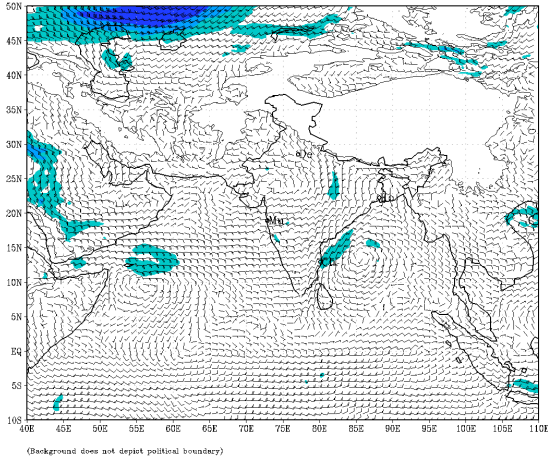 50N
45N
40N
35N
30N
25N
20N
15N
10N
5N
EQ
5S
10S
40E 45E 50E 55E 60E 65E 70E 75E 80E 85E 90E 95E 100E 105E 110E
De
Mu
(Background does not depict political boundary)